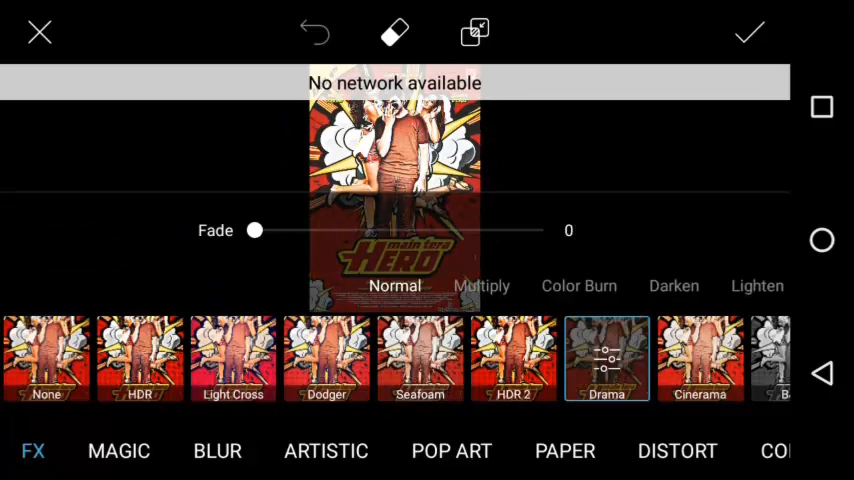 No network available
Fade 0
main tera
HERO
Normal Multiply Color Burn Darken Lighten
None HDR Light Cross Dodger Seafoam HDR 2 Drama Cinerama
FX MAGIC BLUR ARTISTIC POP ART PAPER DISTORT